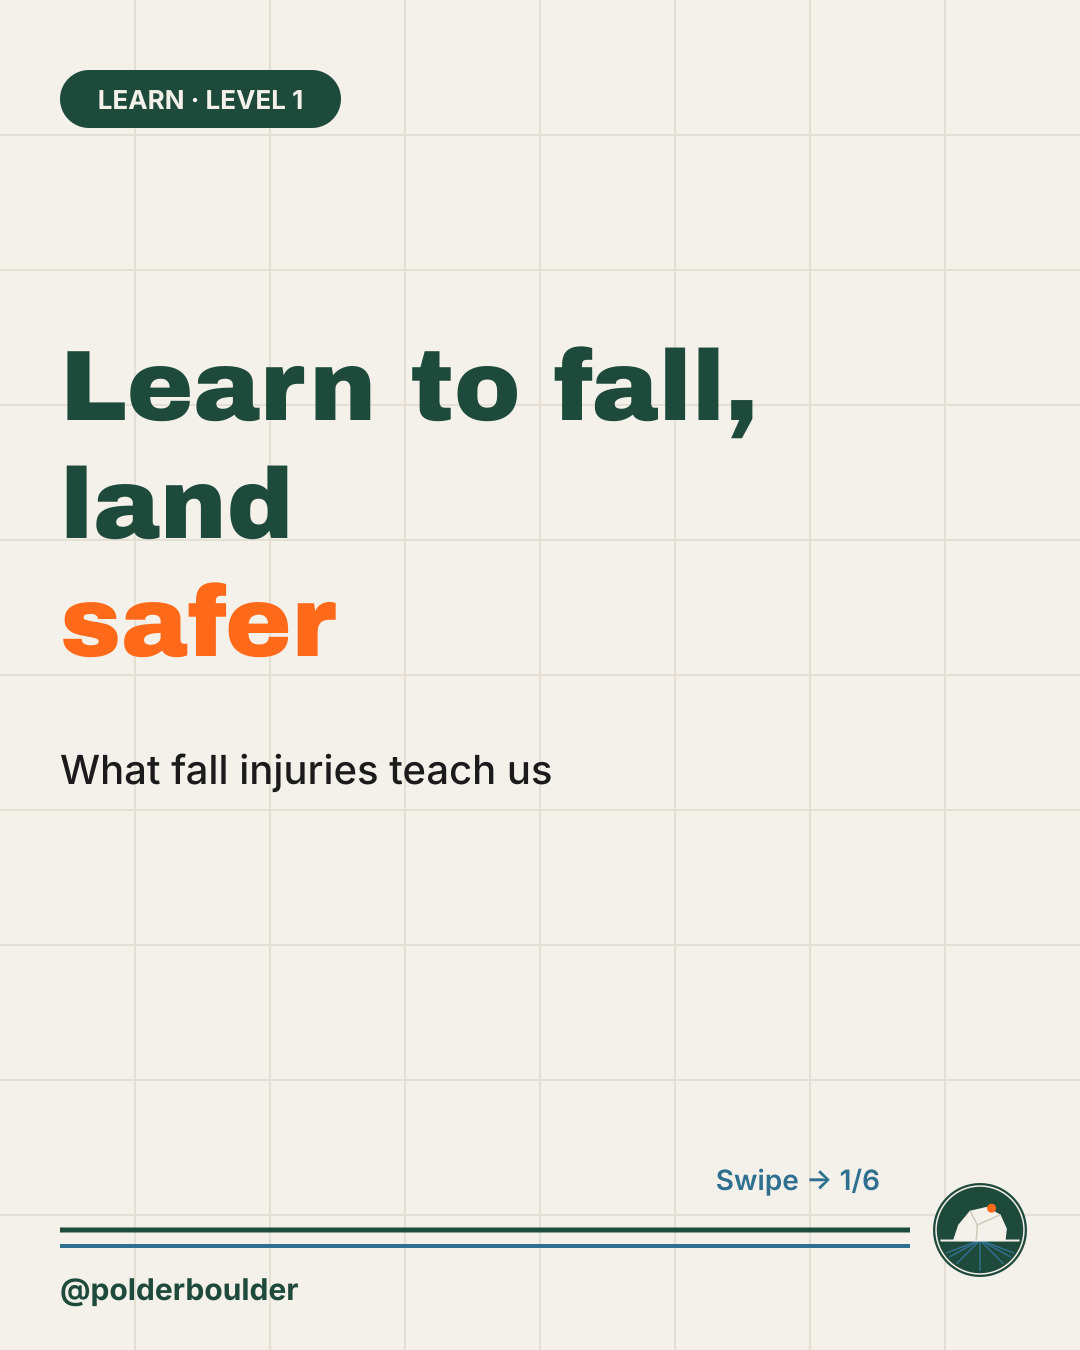 LEARN · LEVEL 1
Learn to fall,
land
safer
What fall injuries teach us
Swipe → 1/6
@polderboulder